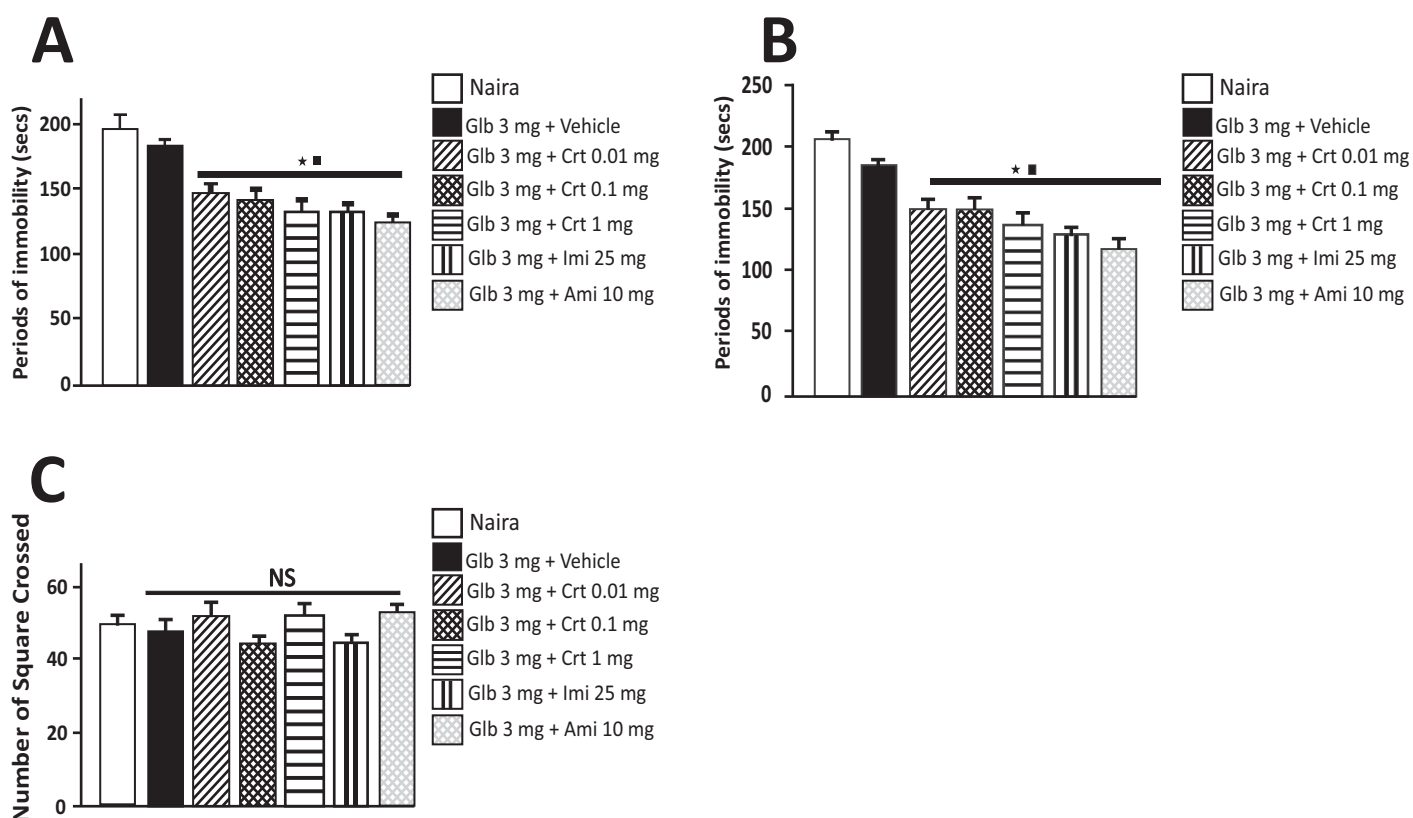 A
Periods of immobility (secs)
200
150
100
50
0
★ ■
Naira
Glb 3 mg + Vehicle
Glb 3 mg + Crt 0.01 mg
Glb 3 mg + Crt 0.1 mg
Glb 3 mg + Crt 1 mg
Glb 3 mg + Imi 25 mg
Glb 3 mg + Ami 10 mg
B
Periods of immobility (secs)
250
200
150
100
50
0
★ ■
Naira
Glb 3 mg + Vehicle
Glb 3 mg + Crt 0.01 mg
Glb 3 mg + Crt 0.1 mg
Glb 3 mg + Crt 1 mg
Glb 3 mg + Imi 25 mg
Glb 3 mg + Ami 10 mg
C
Number of Square Crossed
60
40
20
0
NS
Naira
Glb 3 mg + Vehicle
Glb 3 mg + Crt 0.01 mg
Glb 3 mg + Crt 0.1 mg
Glb 3 mg + Crt 1 mg
Glb 3 mg + Imi 25 mg
Glb 3 mg + Ami 10 mg